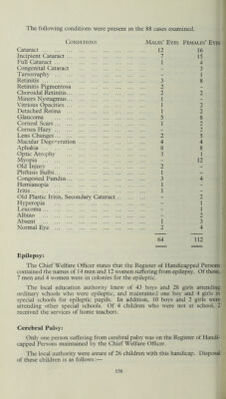 The following conditions were present in the 88 cases examined.
CONDITIONS MALES' EYES FEMALES' EYES
Cataract ... 12 16
Incipient Cataract ... 7 15
Full Cataract ... 1 4
Congenital Cataract - 3
Tarsorraphy - 1
Retinitis 3 8
Retinitis Pigmentosa 2 -
Choroidal Retinitis... 2 2
Miners Nystagmus... 1 -
Vitreous Opacities ... 1 2
Detached Retina 1 2
Glaucoma 5 8
Corneal Scars ... 1 2
Cornea Hazy ... - 2
Lens Changes ... 2 5
Macular Degeneration 4 4
Aphakia 8 8
Optic Atrophy 3 1
Myopia - 12
Old Injury 2 -
Phthisis Bulbi... 1 -
Congenital Fundus... 3 4
Hemianopia 1 -
Iritis 1 -
Old Plastic Iritis, Secondary Cataract ... - 2
Hyperopia - 1
Leucoma ... - 1
Albino - 2
Absent 1 3
Normal Eye ... 2 4
64 112
Epilepsy:
The Chief Welfare Officer states that the Register of Handicapped Persons
contained the names of 14 men and 12 women suffering from epilepsy. Of these,
7 men and 4 women were in colonies for the epileptic.
The local education authority knew of 43 boys and 28 girls attending
ordinary schools who were epileptic, and maintained one boy and 4 girls in
special schools for epileptic pupils. In addition, 10 boys and 2 girls were
attending other special schools. Of 4 children who were not at school, 2
received the services of home teachers.
Cerebral Palsy:
Only one person suffering from cerebral palsy was on the Register of Handi-
capped Persons maintained by the Chief Welfare Officer.
The local authority were aware of 26 children with this handicap. Disposal
of these children is as follows :—